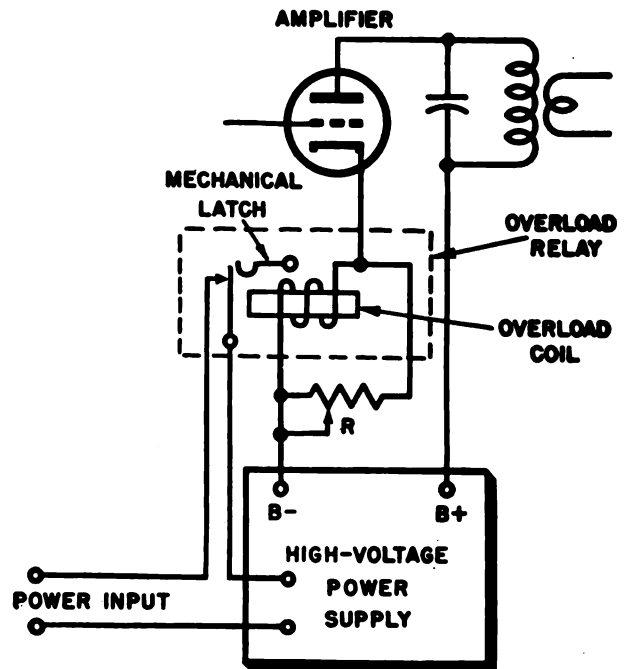 AMPLIFIER
MECHANICAL
LATCH
OVERLOAD
RELAY
OVERLOAD
COIL
R
B-
B+
HIGH-VOLTAGE
POWER
SUPPLY
POWER INPUT